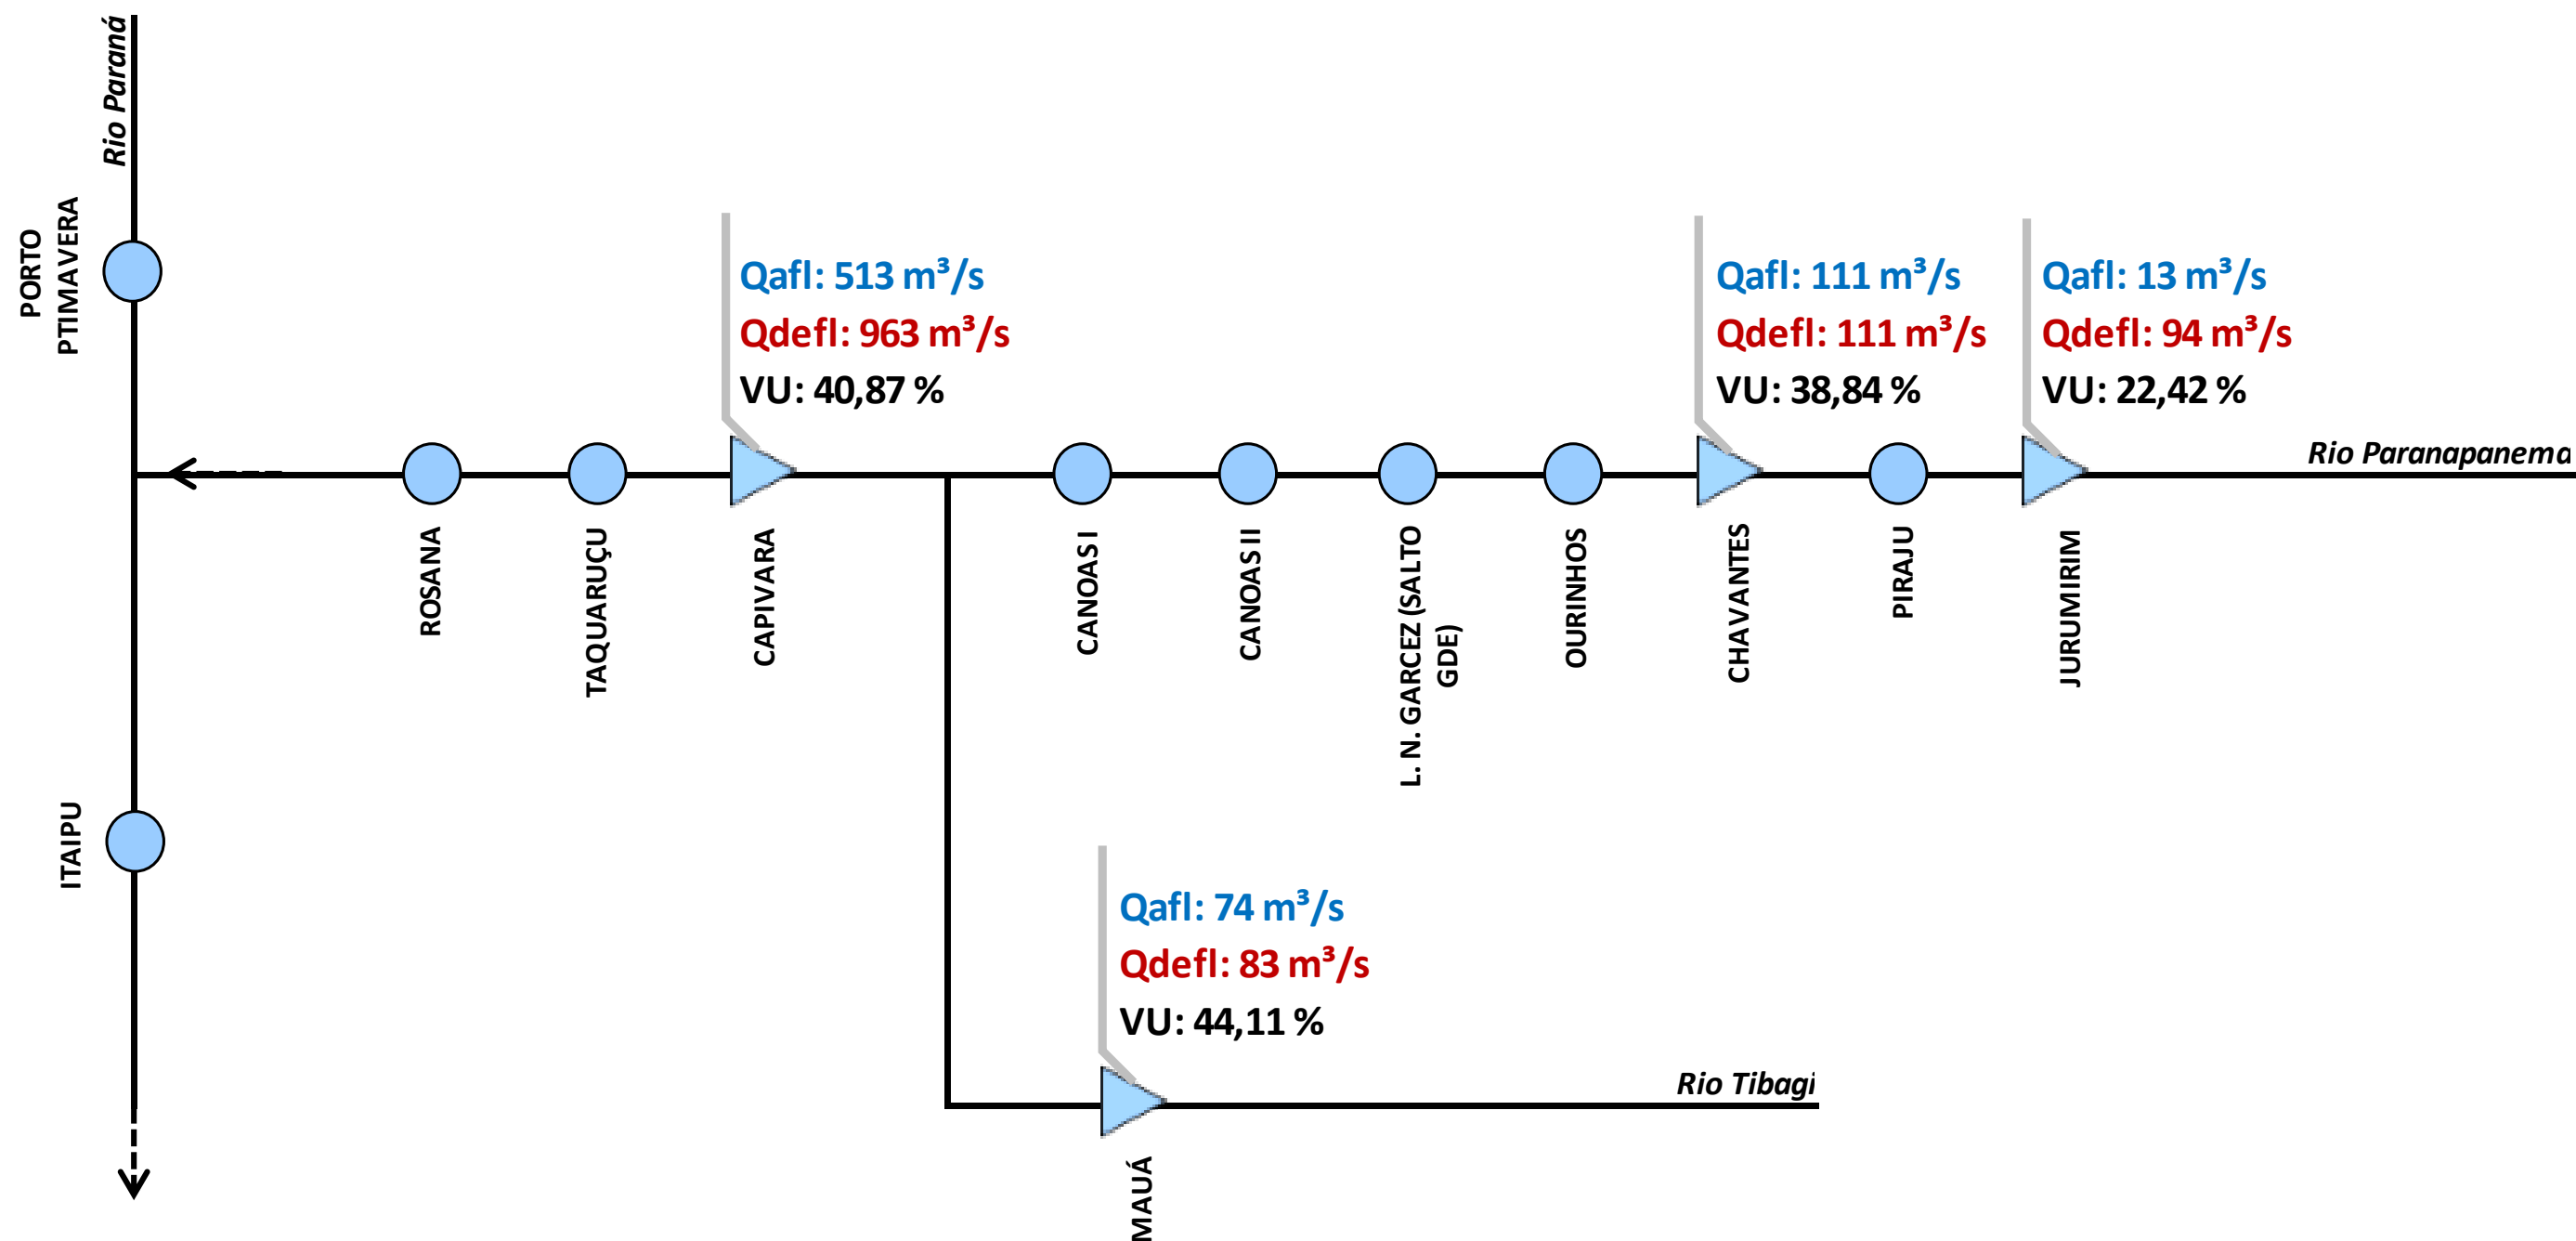 Rio Paraná
PORTO
PTIMAVERA
Qafl: 513 m³/s
Qdefl: 963 m³/s
VU: 40,87 %
Qafl: 111 m³/s
Qdefl: 111 m³/s
VU: 38,84 %
Qafl: 13 m³/s
Qdefl: 94 m³/s
VU: 22,42 %
Rio Paranapanema
ROSANA
TAQUARUÇU
CAPIVARA
CANOAS I
CANOAS II
L. N. GARCEZ (SALTO
GDE)
OURINHOS
CHAVANTES
PIRAJU
JURUMIRIM
ITAIPU
Qafl: 74 m³/s
Qdefl: 83 m³/s
VU: 44,11 %
Rio Tibagi
MAUÁ